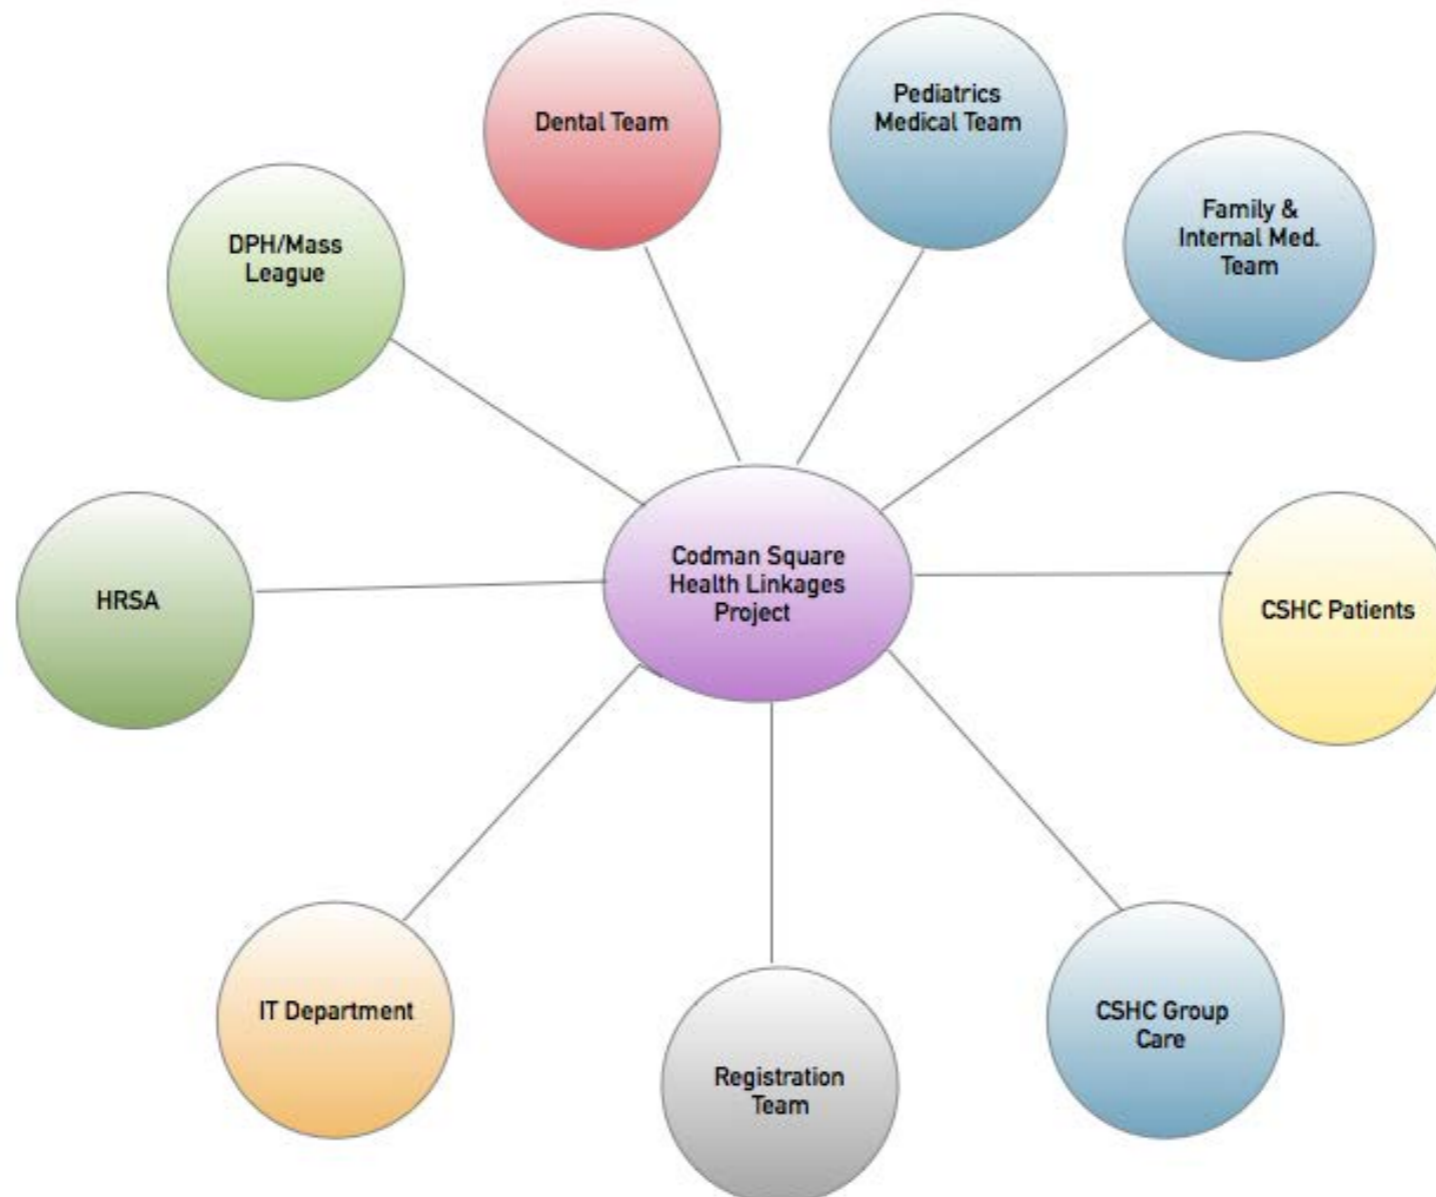 Dental Team
Pediatrics
Medical Team
Family &
Internal Med.
Team
DPH/Mass
League
Codman Square
Health Linkages
Project
HRSA
CSHC Patients
IT Department
Registration
Team
CSHC Group
Care